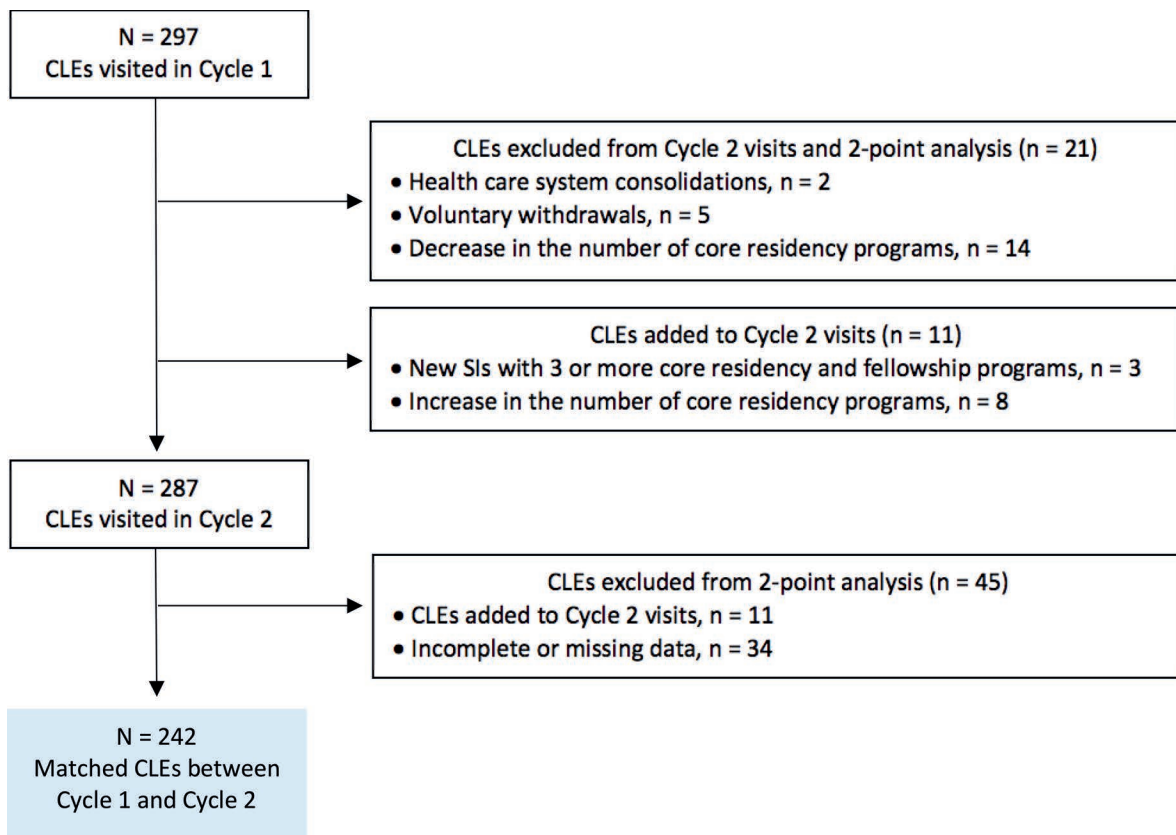 N = 297
CLEs visited in Cycle 1
CLEs excluded from Cycle 2 visits and 2-point analysis (n = 21)
• Health care system consolidations, n = 2
• Voluntary withdrawals, n = 5
• Decrease in the number of core residency programs, n = 14
CLEs added to Cycle 2 visits (n = 11)
• New SIs with 3 or more core residency and fellowship programs, n = 3
• Increase in the number of core residency programs, n = 8
N = 287
CLEs visited in Cycle 2
CLEs excluded from 2-point analysis (n = 45)
• CLEs added to Cycle 2 visits, n = 11
• Incomplete or missing data, n = 34
N = 242
Matched CLEs between
Cycle 1 and Cycle 2